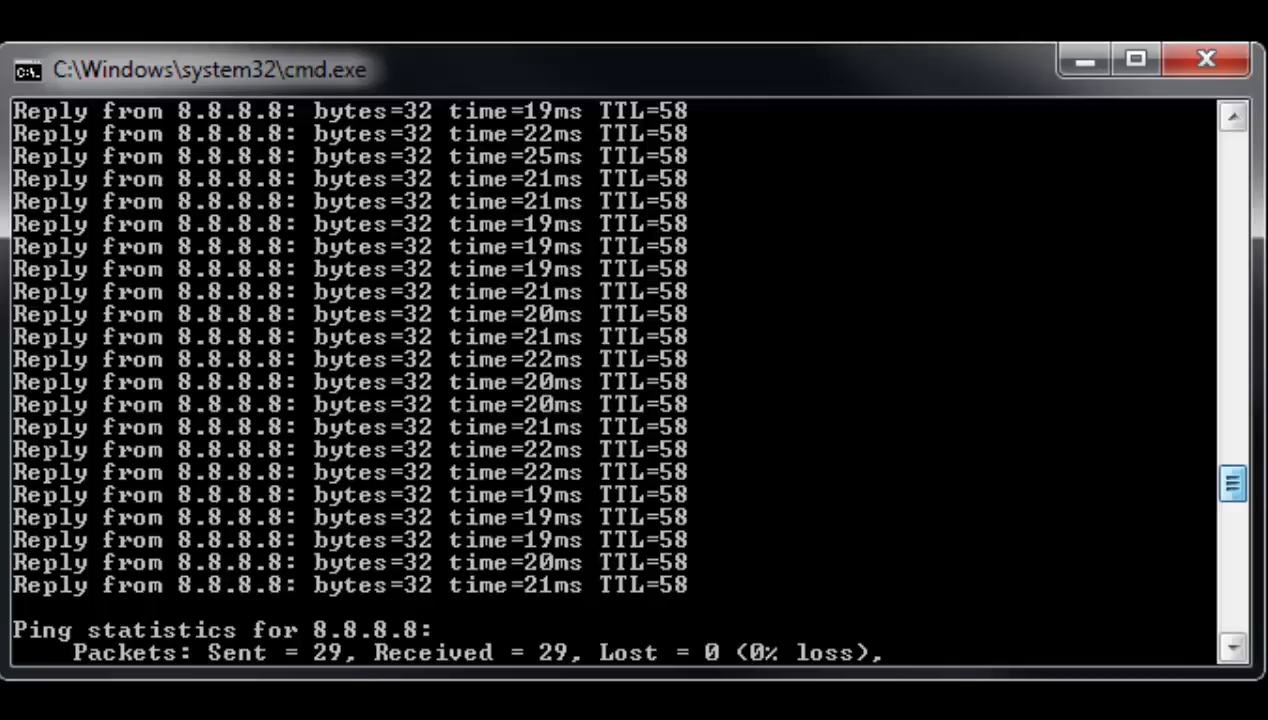 C:\Windows\system32\cmd.exe
Reply from 8.8.8.8: bytes=32 time=19ms TTL=58
Reply from 8.8.8.8: bytes=32 time=22ms TTL=58
Reply from 8.8.8.8: bytes=32 time=25ms TTL=58
Reply from 8.8.8.8: bytes=32 time=21ms TTL=58
Reply from 8.8.8.8: bytes=32 time=21ms TTL=58
Reply from 8.8.8.8: bytes=32 time=19ms TTL=58
Reply from 8.8.8.8: bytes=32 time=19ms TTL=58
Reply from 8.8.8.8: bytes=32 time=19ms TTL=58
Reply from 8.8.8.8: bytes=32 time=21ms TTL=58
Reply from 8.8.8.8: bytes=32 time=20ms TTL=58
Reply from 8.8.8.8: bytes=32 time=21ms TTL=58
Reply from 8.8.8.8: bytes=32 time=22ms TTL=58
Reply from 8.8.8.8: bytes=32 time=20ms TTL=58
Reply from 8.8.8.8: bytes=32 time=20ms TTL=58
Reply from 8.8.8.8: bytes=32 time=21ms TTL=58
Reply from 8.8.8.8: bytes=32 time=22ms TTL=58
Reply from 8.8.8.8: bytes=32 time=22ms TTL=58
Reply from 8.8.8.8: bytes=32 time=19ms TTL=58
Reply from 8.8.8.8: bytes=32 time=19ms TTL=58
Reply from 8.8.8.8: bytes=32 time=19ms TTL=58
Reply from 8.8.8.8: bytes=32 time=20ms TTL=58
Reply from 8.8.8.8: bytes=32 time=21ms TTL=58
Ping statistics for 8.8.8.8:
Packets: Sent = 29, Received = 29, Lost = 0 (0% loss),